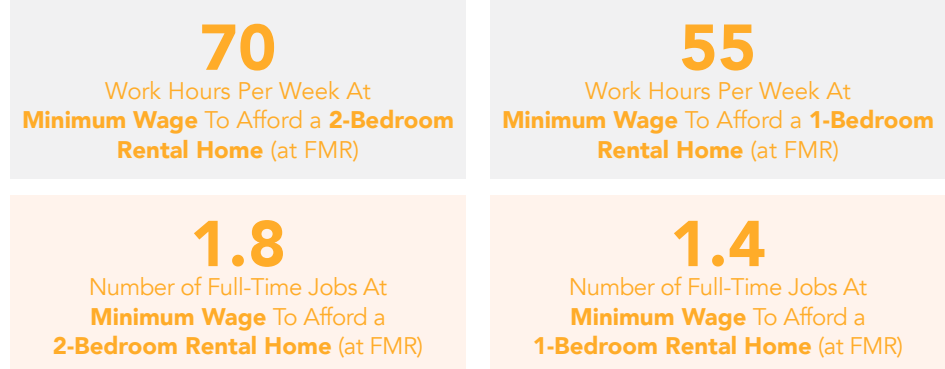 70
Work Hours Per Week At
Minimum Wage To Afford a 2-Bedroom
Rental Home (at FMR)
55
Work Hours Per Week At
Minimum Wage To Afford a 1-Bedroom
Rental Home (at FMR)
1.8
Number of Full-Time Jobs At
Minimum Wage To Afford a
2-Bedroom Rental Home (at FMR)
1.4
Number of Full-Time Jobs At
Minimum Wage To Afford a
1-Bedroom Rental Home (at FMR)